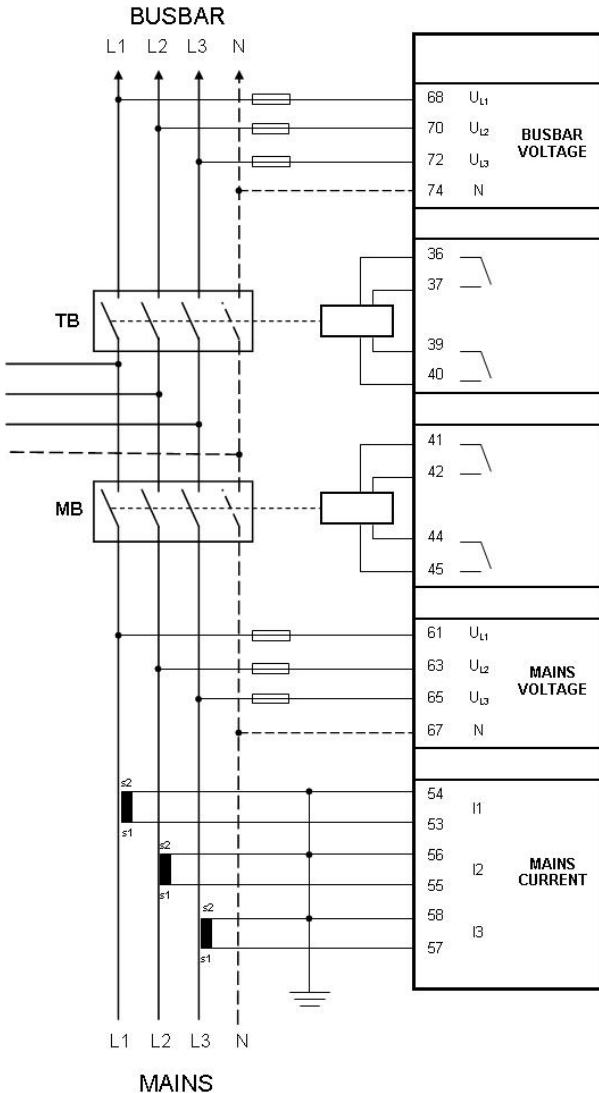 BUSBAR
L1 L2 L3 N
68 UL1
70 UL2
72 UL3
74 N
BUSBAR
VOLTAGE
36
37
TB
39
40
41
42
MB
44
45
61 UL1
63 UL2
65 UL3
67 N
MAINS
VOLTAGE
s2
s1
54
53
I1
s2
s1
56
55
I2
s2
s1
58
57
I3
MAINS
CURRENT
L1 L2 L3 N
MAINS